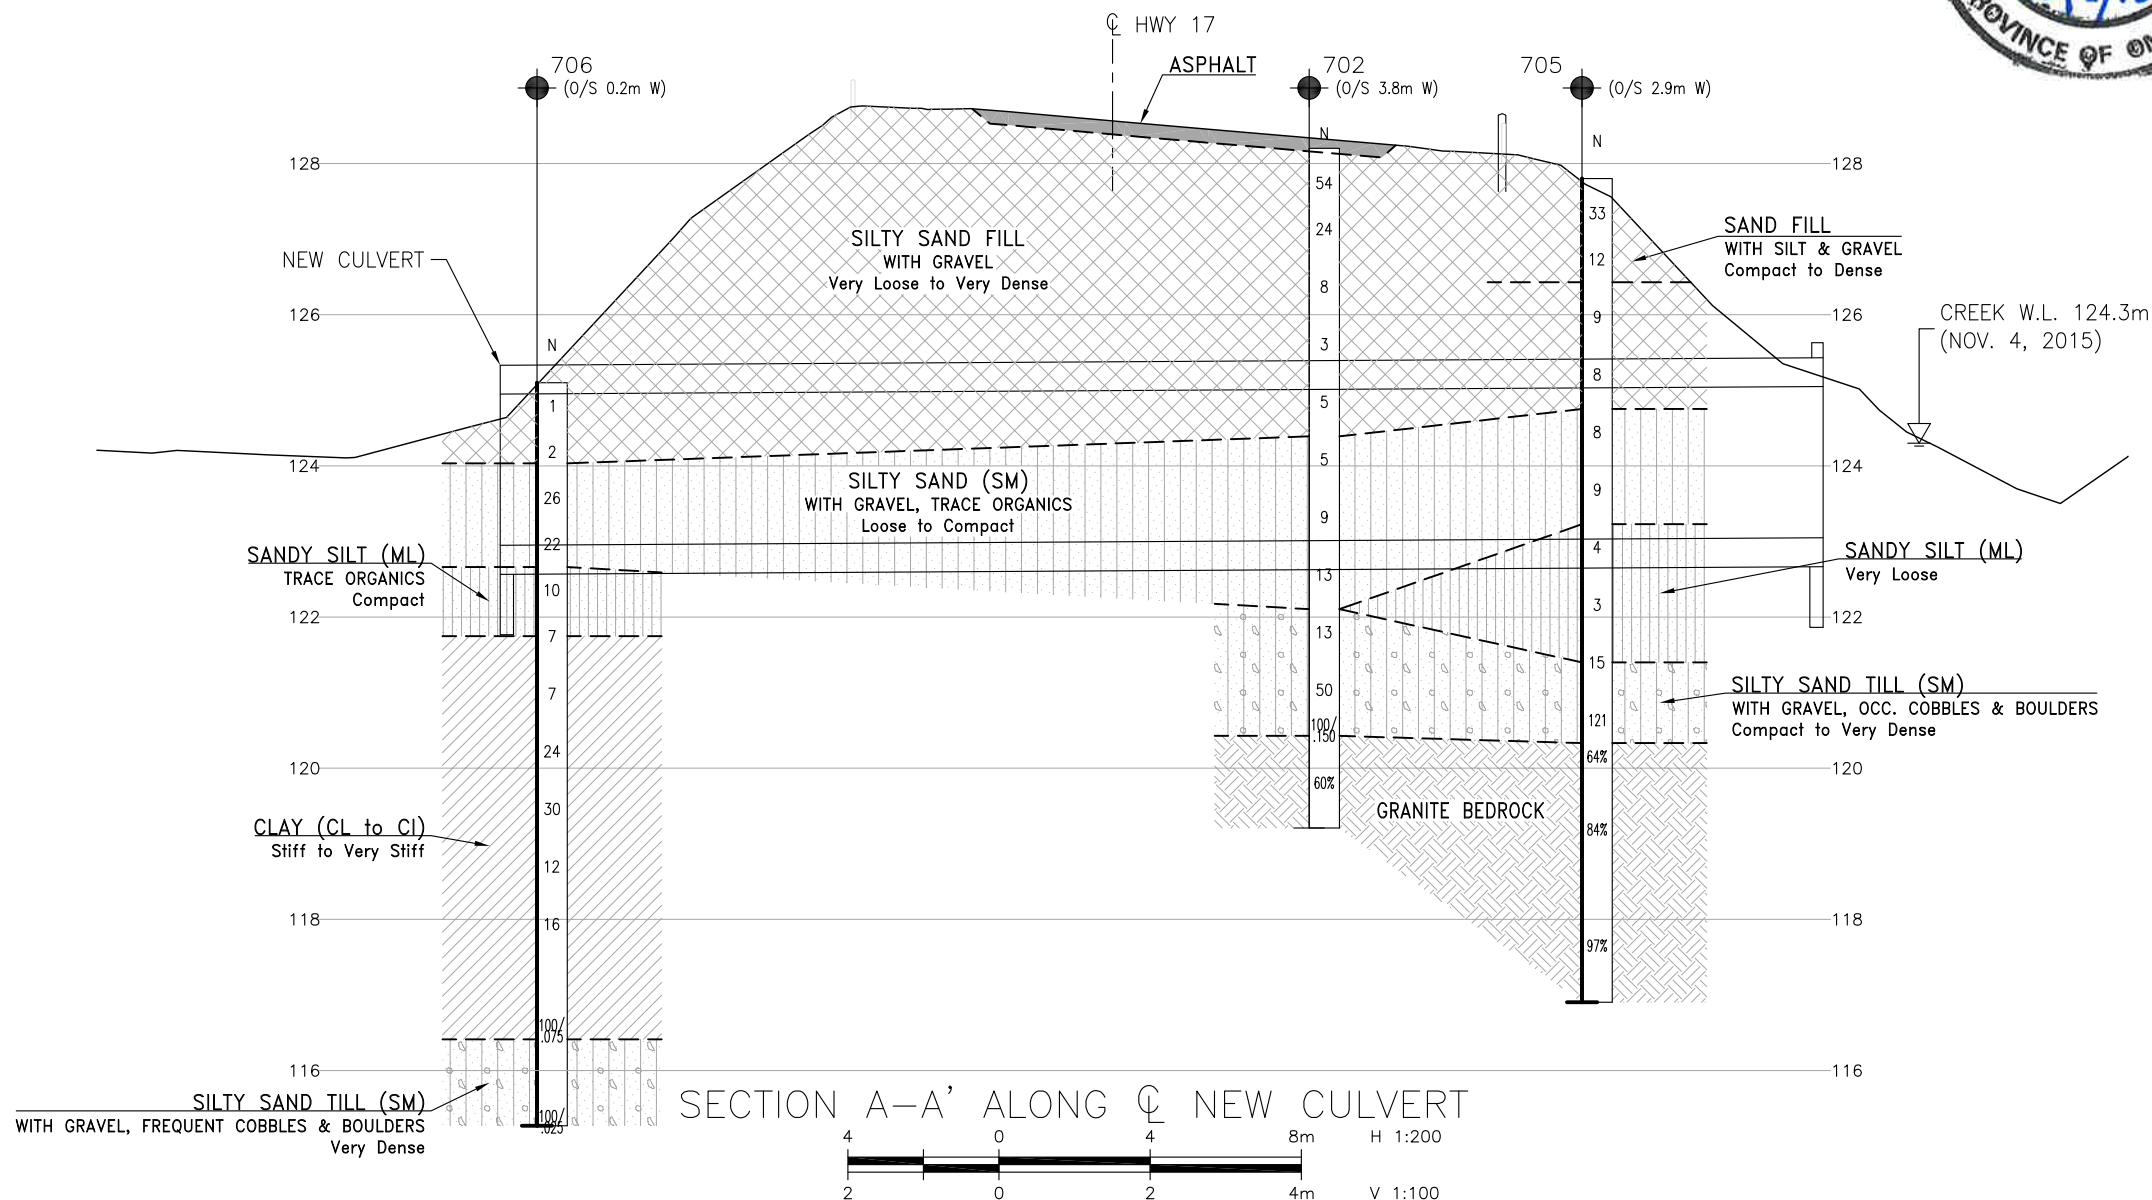 ℄ HWY 17
PROVINCE OF
706
(O/S 0.2m W)
ASPHALT
702
(O/S 3.8m W)
705
(O/S 2.9m W)
N
N
N
128
128
126
126
124
124
122
122
120
120
118
118
116
116
NEW CULVERT
SILTY SAND FILL
WITH GRAVEL
Very Loose to Very Dense
SAND FILL
WITH SILT & GRAVEL
Compact to Dense
CREEK W.L. 124.3m
(NOV. 4, 2015)
SILTY SAND (SM)
WITH GRAVEL, TRACE ORGANICS
Loose to Compact
SANDY SILT (ML)
TRACE ORGANICS
Compact
SANDY SILT (ML)
Very Loose
SILTY SAND TILL (SM)
WITH GRAVEL, OCC. COBBLES & BOULDERS
Compact to Very Dense
GRANITE BEDROCK
CLAY (CL to CI)
Stiff to Very Stiff
SILTY SAND TILL (SM)
WITH GRAVEL, FREQUENT COBBLES & BOULDERS
Very Dense
1
2
26
22
10
7
7
24
30
12
16
100/
.075
100/
.025
54
24
8
3
5
5
9
13
13
50
100/
.150
60%
33
12
9
8
8
9
4
3
15
121
64%
84%
97%
SECTION A-A' ALONG ℄ NEW CULVERT
4 0 4 8m H 1:200
2 0 2 4m V 1:100